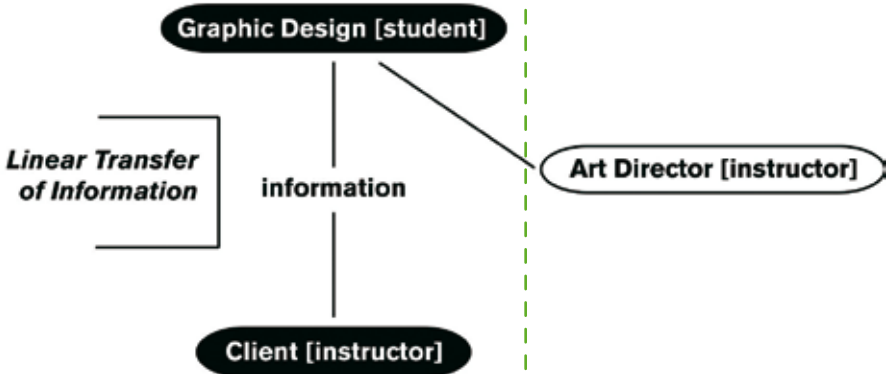 Graphic Design [student]
Linear Transfer
of Information
information
Art Director [instructor]
Client [instructor]